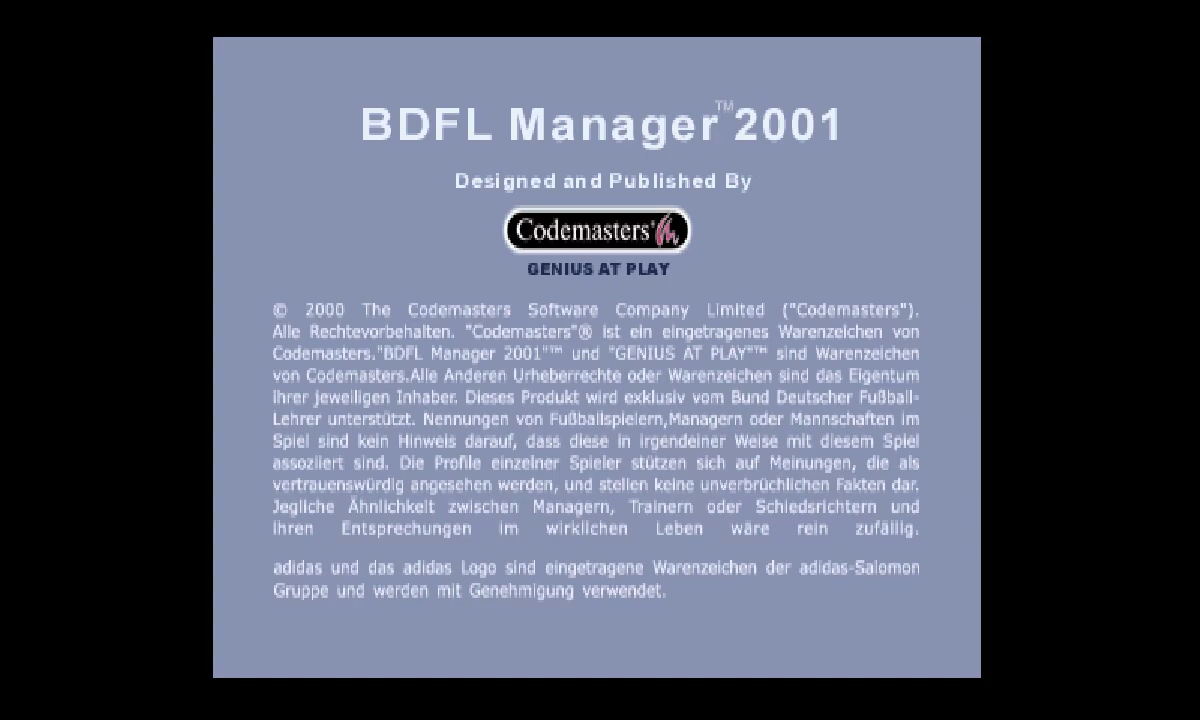 BDFL Manager™2001
Designed and Published By
Codemasters®
GENIUS AT PLAY
© 2000 The Codemasters Software Company Limited ("Codemasters").
Alle Rechtevorbehalten. "Codemasters"® ist ein eingetragenes Warenzeichen von
Codemasters."BDFL Manager 2001"™ und "GENIUS AT PLAY"™ sind Warenzeichen
von Codemasters.Alle Anderen Urheberrechte oder Warenzeichen sind das Eigentum
ihrer jeweiligen Inhaber. Dieses Produkt wird exklusiv vom Bund Deutscher Fußball-
Lehrer unterstützt. Nennungen von Fußballspielern,Managern oder Mannschaften im
Spiel sind kein Hinweis darauf, dass diese in irgendeiner Weise mit diesem Spiel
assoziiert sind. Die Profile einzelner Spieler stützen sich auf Meinungen, die als
vertrauenswürdig angesehen werden, und stellen keine unverbrüchlichen Fakten dar.
Jegliche Ähnlichkeit zwischen Managern, Trainern oder Schiedsrichtern und
ihren Entsprechungen im wirklichen Leben wäre rein zufällig.
adidas und das adidas Logo sind eingetragene Warenzeichen der adidas-Salomon
Gruppe und werden mit Genehmigung verwendet.